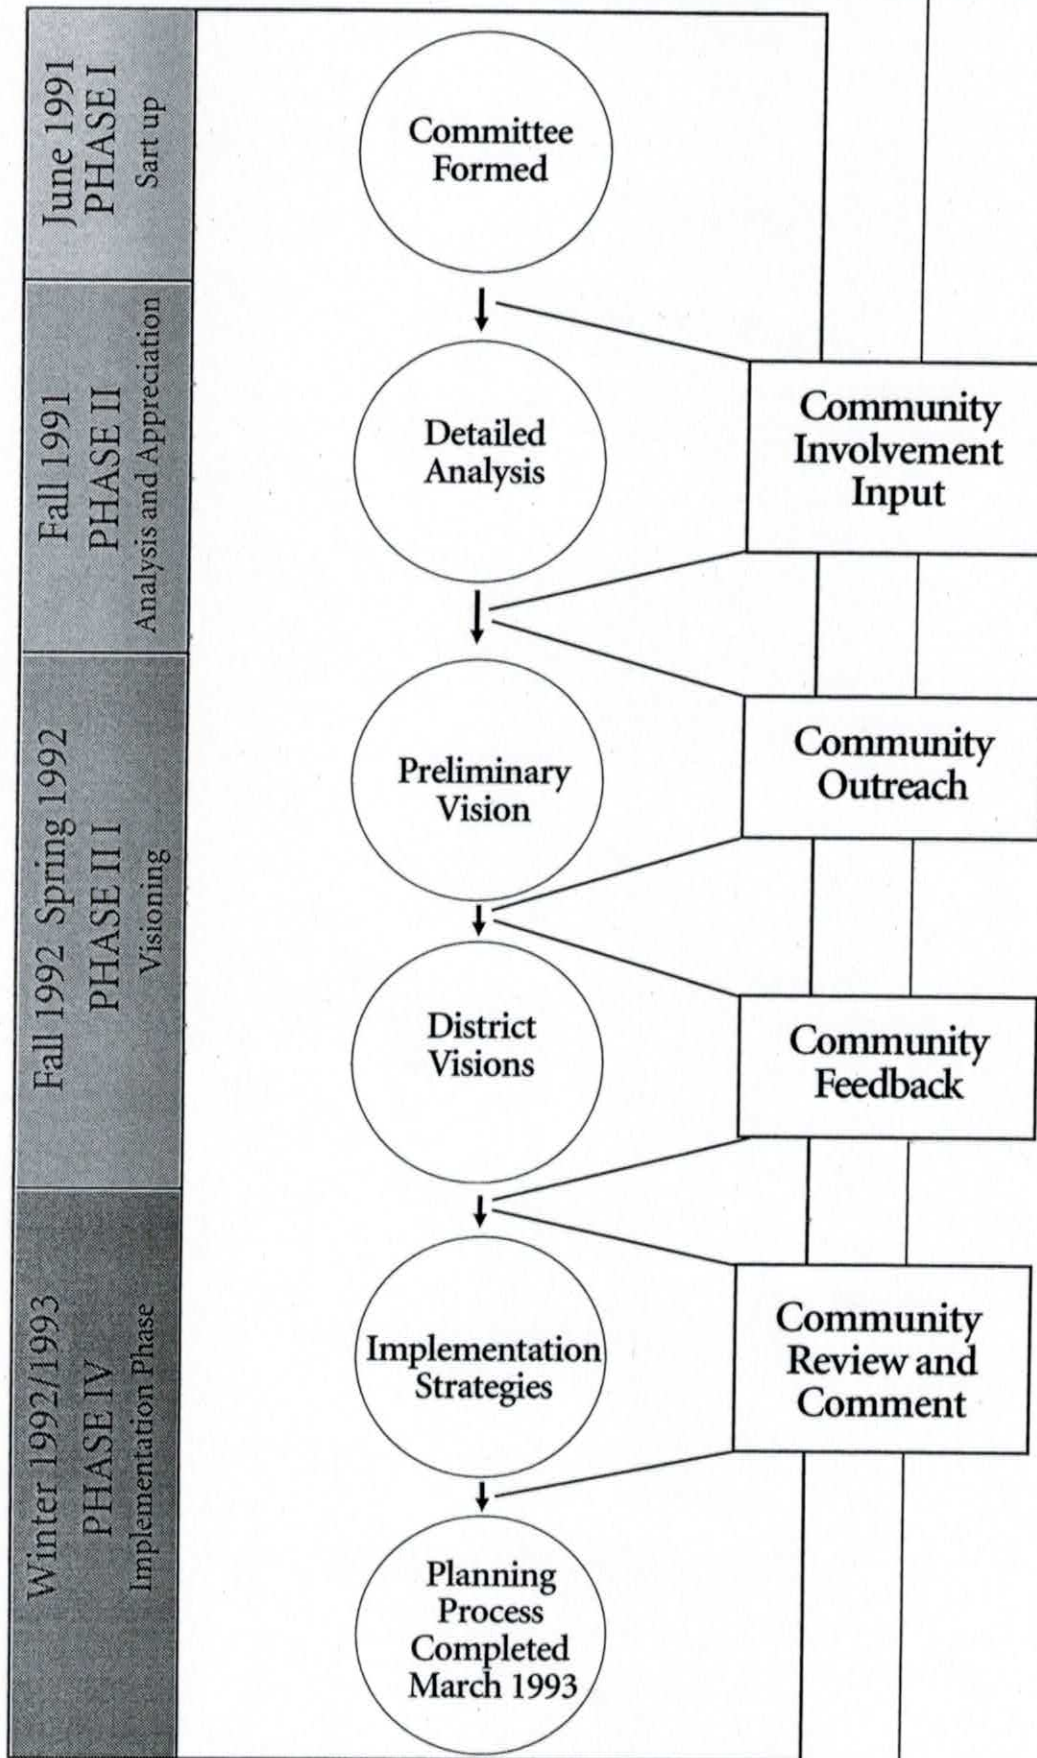 June 1991
PHASE I
Sart up
Committee
Formed
Fall 1991
PHASE II
Analysis and Appreciation
Detailed
Analysis
Community
Involvement
Input
Fall 1992 Spring 1992
PHASE II I
Visioning
Preliminary
Vision
Community
Outreach
District
Visions
Community
Feedback
Winter 1992/1993
PHASE IV
Implementation Phase
Implementation
Strategies
Community
Review and
Comment
Planning
Process
Completed
March 1993